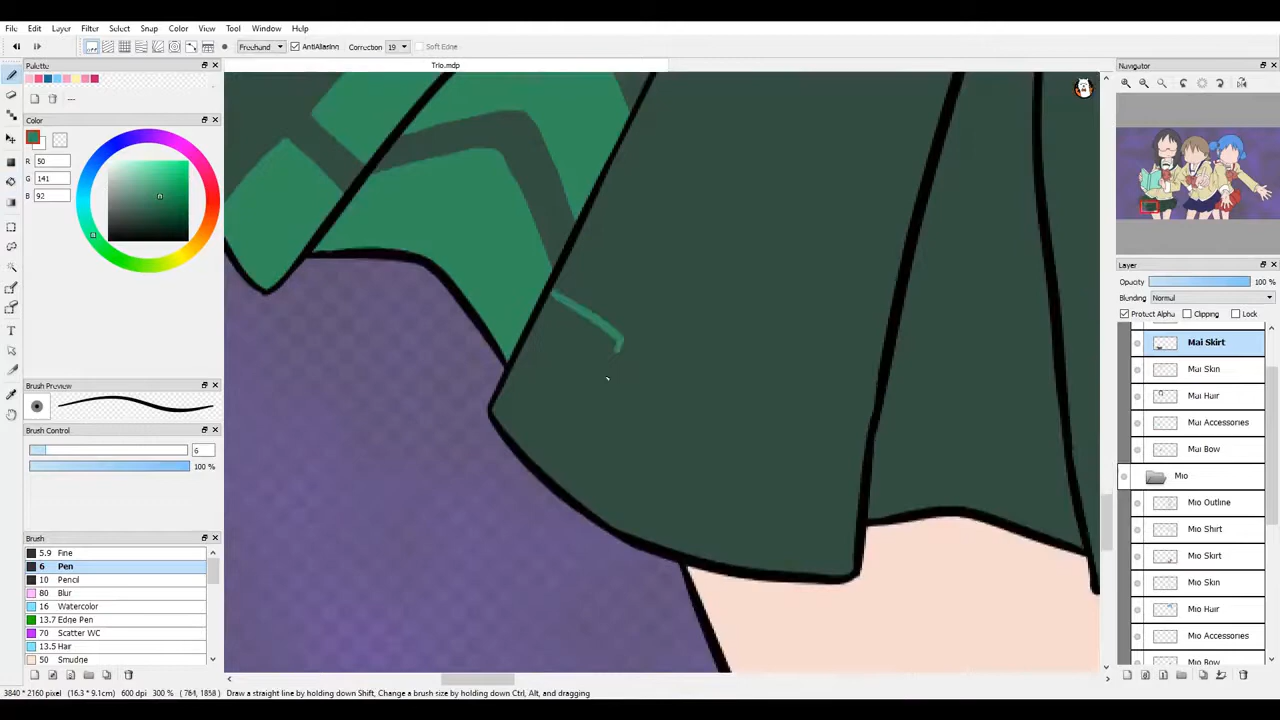 File Edit Layer Filter Select Snap Color View Tool Window Help
Freehand AntiAliasing Correction 19 Soft Edge
Palette
Trio.mdp
Navigator
---
Color
R 50
G 141
B 92
Layer
Opacity 100 %
Blending Normal
Protect Alpha Clipping Lock
Mai Skirt
Mai Skin
Mai Hair
Mai Accessories
Mai Bow
Mio
Mio Outline
Mio Shirt
Mio Skirt
Mio Skin
Mio Hair
Mio Accessories
Mio Bow
Brush Preview
Brush Control
6
100 %
Brush
5.9 Fine
6 Pen
10 Pencil
80 Blur
16 Watercolor
13.7 Edge Pen
70 Scatter WC
13.5 Hair
50 Smudge
3840 * 2160 pixel (16.3 * 9.1cm) 600 dpi 300 % ( 764, 1858 ) Draw a straight line by holding down Shift, Change a brush size by holding down Ctrl, Alt, and dragging